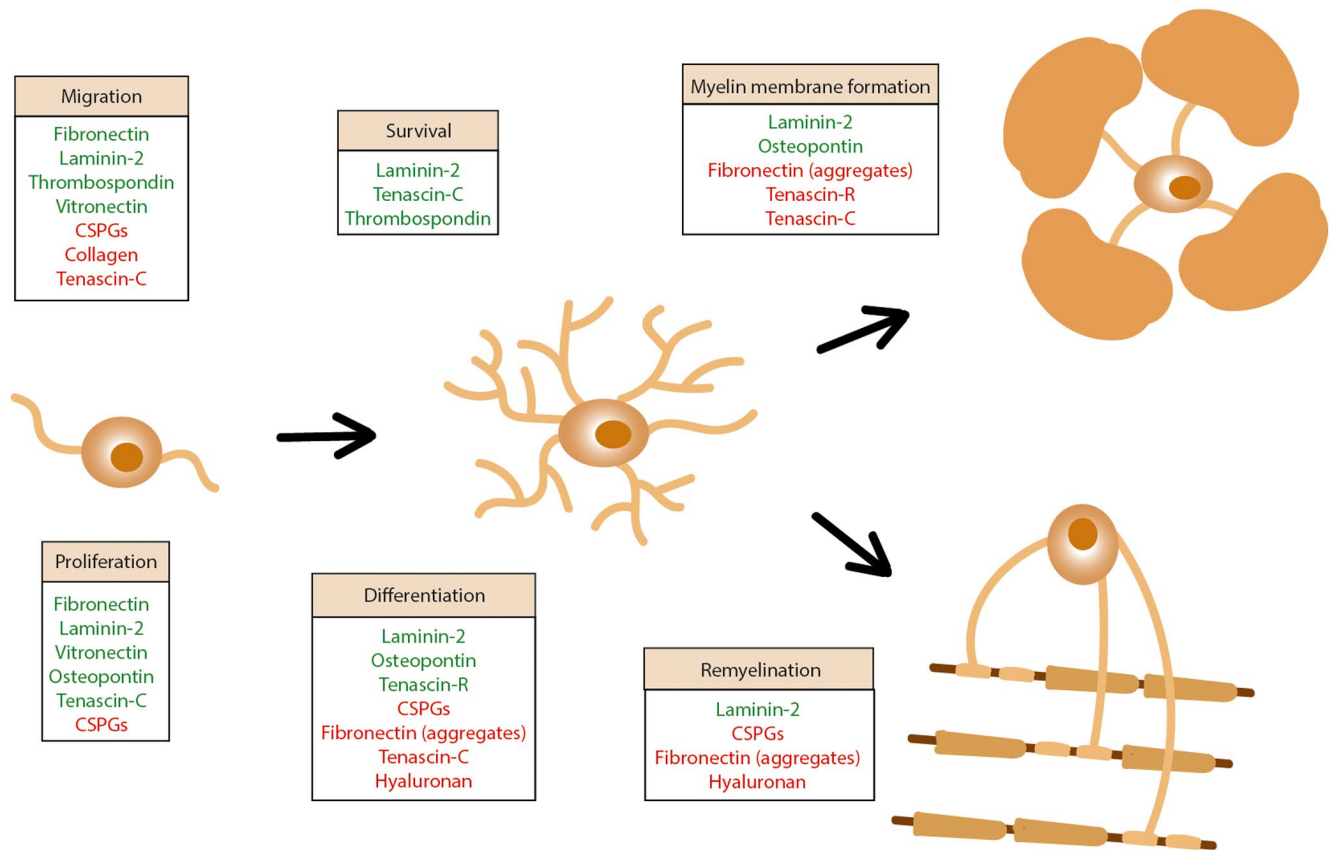 Migration
Fibronectin
Laminin-2
Thrombospondin
Vitronectin
CSPGs
Collagen
Tenascin-C
Survival
Laminin-2
Tenascin-C
Thrombospondin
Myelin membrane formation
Laminin-2
Osteopontin
Fibronectin (aggregates)
Tenascin-R
Tenascin-C
Proliferation
Fibronectin
Laminin-2
Vitronectin
Osteopontin
Tenascin-C
CSPGs
Differentiation
Laminin-2
Osteopontin
Tenascin-R
CSPGs
Fibronectin (aggregates)
Tenascin-C
Hyaluronan
Remyelination
Laminin-2
CSPGs
Fibronectin (aggregates)
Hyaluronan